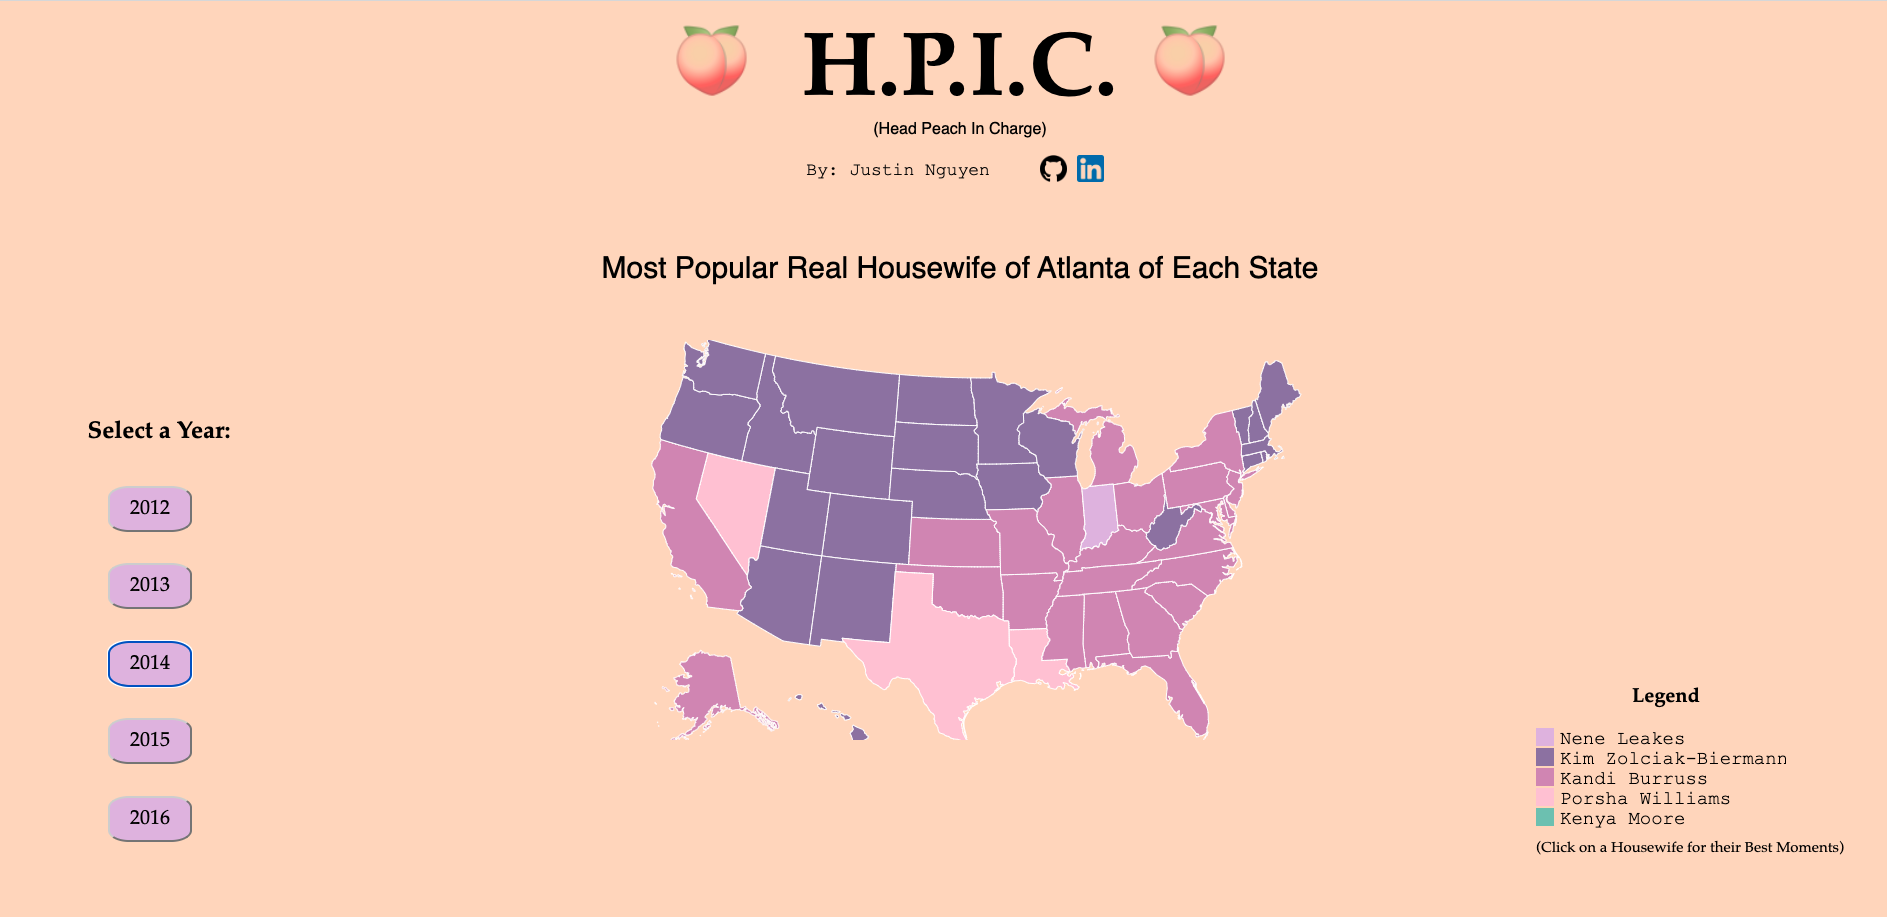 H.P.I.C.
(Head Peach In Charge)
By: Justin Nguyen
in
Most Popular Real Housewife of Atlanta of Each State
Select a Year:
2012
2013
2014
2015
2016
Legend
Nene Leakes
Kim Zolciak-Biermann
Kandi Burruss
Porsha Williams
Kenya Moore
(Click on a Housewife for their Best Moments)